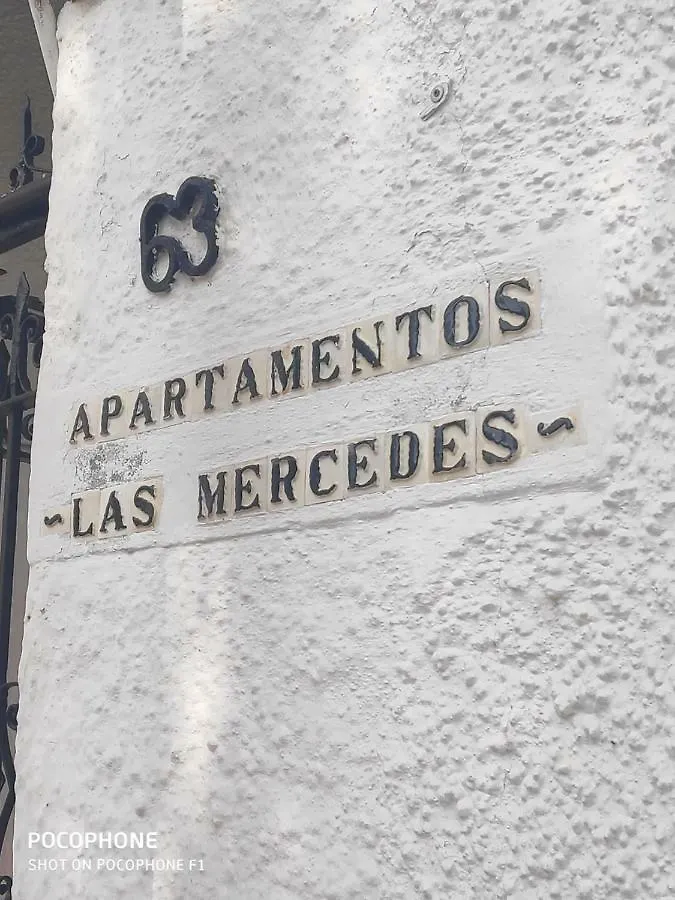 63
APARTAMENTOS
~LAS MERCEDES~
POCOPHONE
SHOT ON POCOPHONE F1